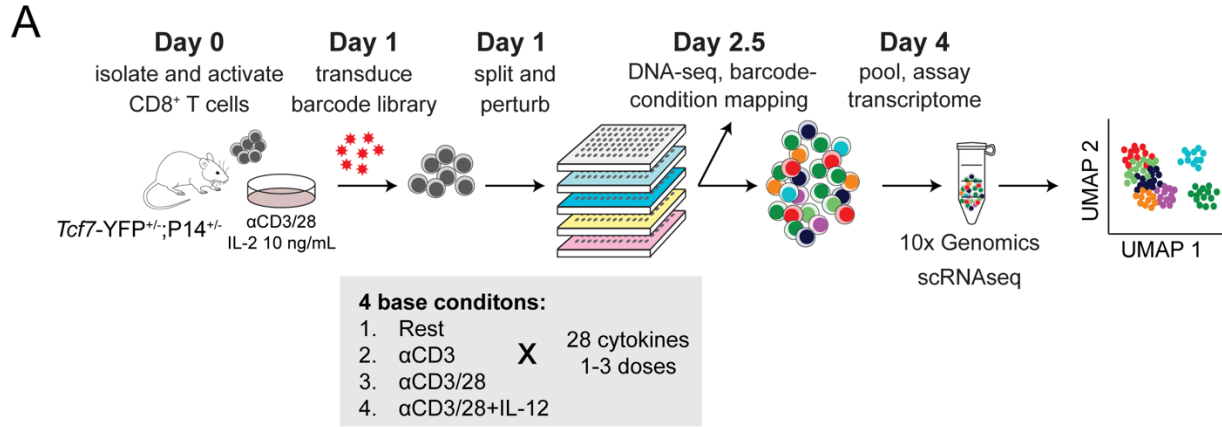 A
Day 0
isolate and activate
CD8⁺ T cells
Day 1
transduce
barcode library
Day 1
split and
perturb
Day 2.5
DNA-seq, barcode-
condition mapping
Day 4
pool, assay
transcriptome
Tcf7-YFP⁺/⁻;P14⁺/⁻
αCD3/28
IL-2 10 ng/mL
10x Genomics
scRNAseq
UMAP 2
UMAP 1
4 base conditons:
1. Rest
2. αCD3
3. αCD3/28
4. αCD3/28+IL-12
X
28 cytokines
1-3 doses